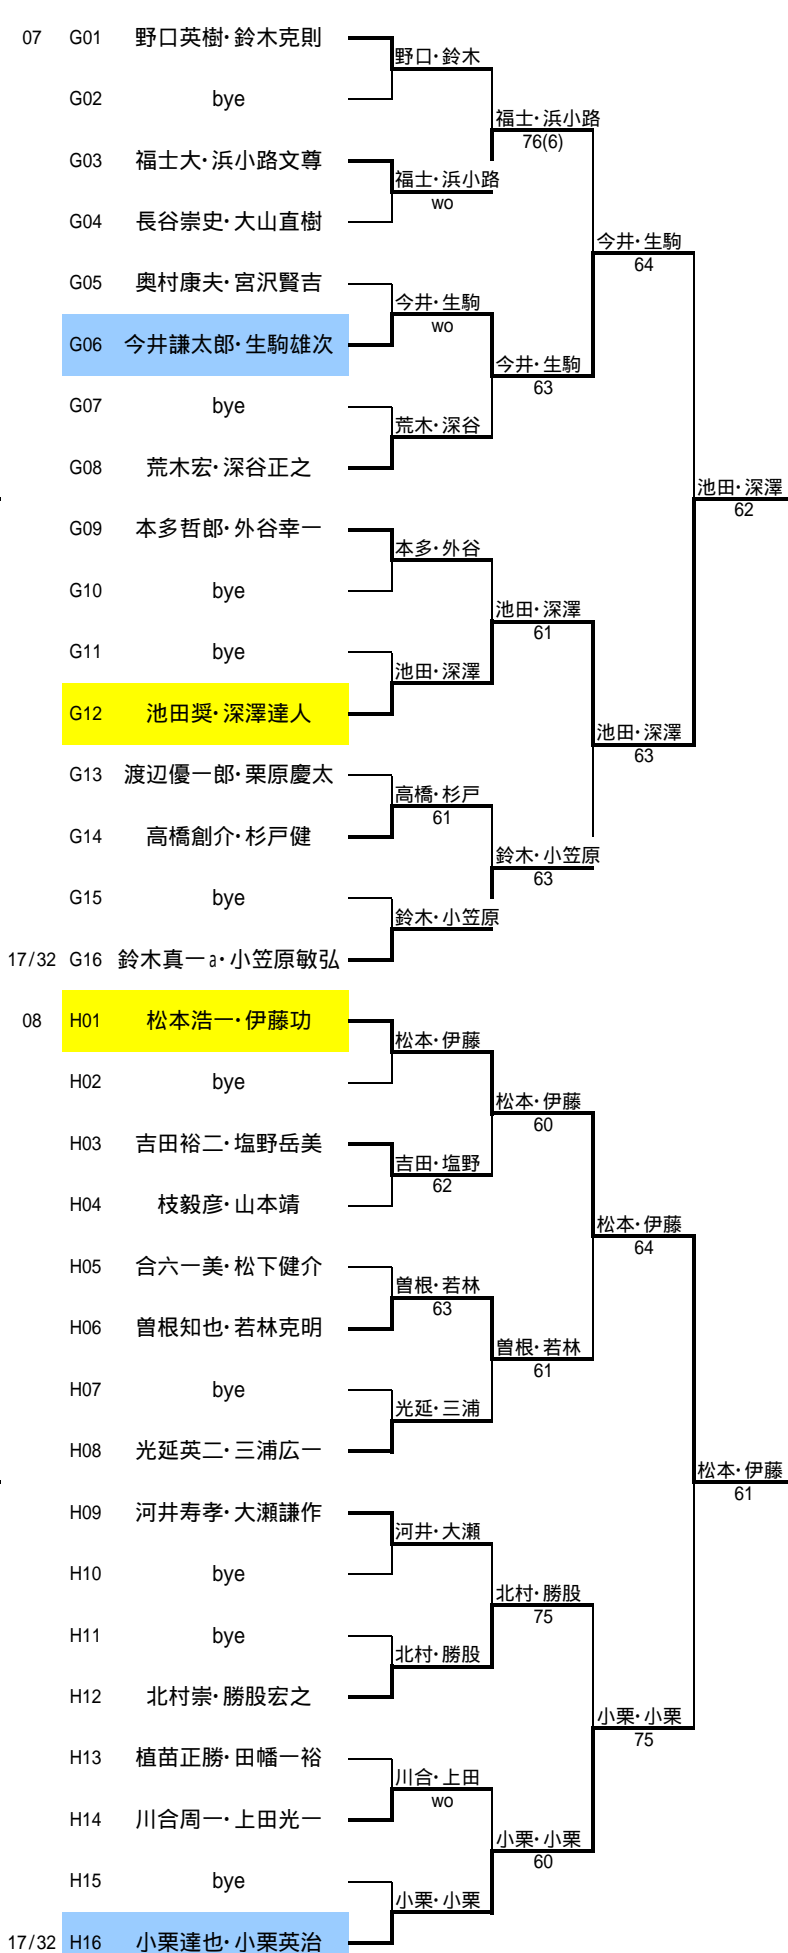 07 G01 野口英樹・鈴木克則
野口・鈴木
G02 bye
福士・浜小路
76(6)
G03 福士大・浜小路文尊
福士・浜小路
wo
G04 長谷崇史・大山直樹
今井・生駒
64
G05 奥村康夫・宮沢賢吉
今井・生駒
wo
G06 今井謙太郎・生駒雄次
今井・生駒
63
G07 bye
荒木・深谷
G08 荒木宏・深谷正之
池田・深澤
62
G09 本多哲郎・外谷幸一
本多・外谷
G10 bye
池田・深澤
61
G11 bye
池田・深澤
G12 池田奨・深澤達人
池田・深澤
63
G13 渡辺優一郎・栗原慶太
高橋・杉戸
61
G14 高橋創介・杉戸健
鈴木・小笠原
63
G15 bye
鈴木・小笠原
17/32 G16 鈴木真一a・小笠原敏弘
08 H01 松本浩一・伊藤功
松本・伊藤
H02 bye
松本・伊藤
60
H03 吉田裕二・塩野岳美
吉田・塩野
62
H04 枝毅彦・山本靖
松本・伊藤
64
H05 合六一美・松下健介
曽根・若林
63
H06 曽根知也・若林克明
曽根・若林
61
H07 bye
光延・三浦
H08 光延英二・三浦広一
松本・伊藤
61
H09 河井寿孝・大瀬謙作
河井・大瀬
H10 bye
北村・勝股
75
H11 bye
北村・勝股
H12 北村崇・勝股宏之
小栗・小栗
75
H13 植苗正勝・田幡一裕
川合・上田
wo
H14 川合周一・上田光一
小栗・小栗
60
H15 bye
小栗・小栗
17/32 H16 小栗達也・小栗英治